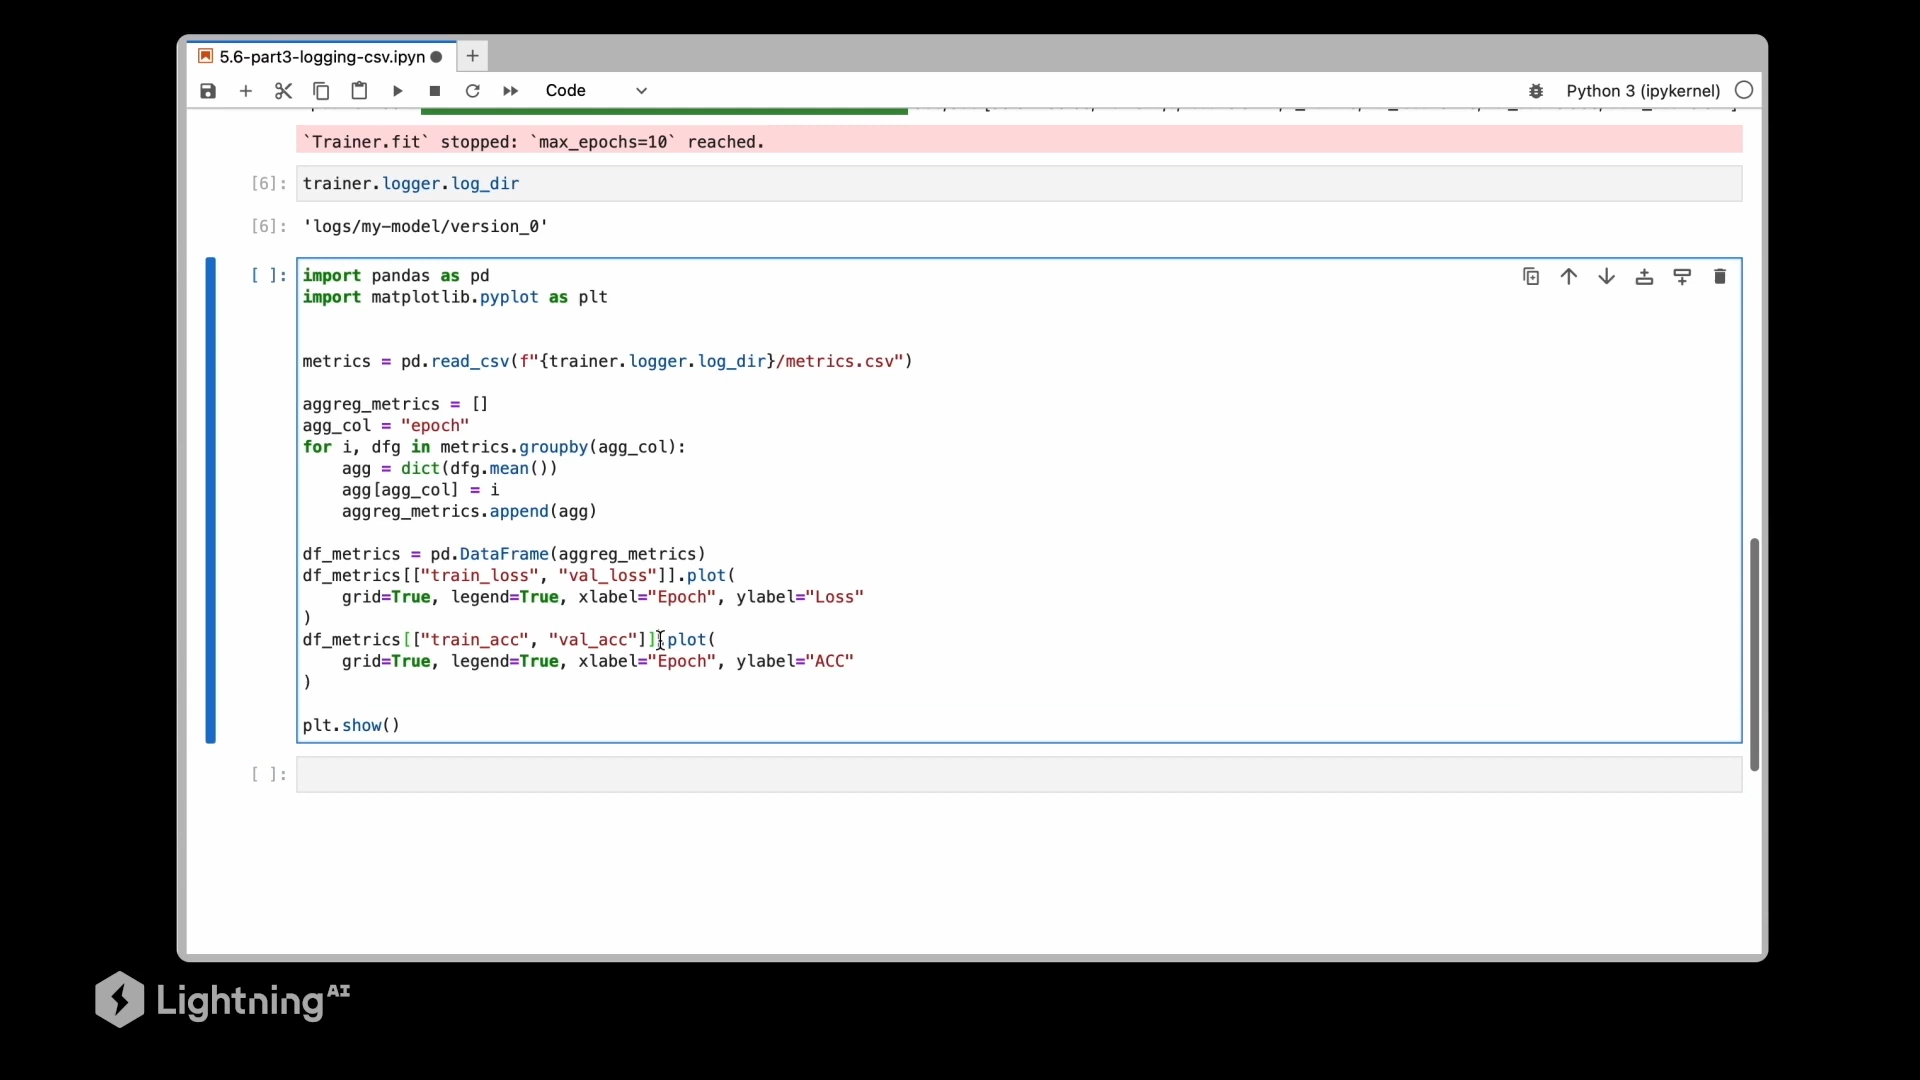 5.6-part3-logging-csv.ipyn
Code
Python 3 (ipykernel)
`Trainer.fit` stopped: `max_epochs=10` reached.
[6]: trainer.logger.log_dir
[6]: 'logs/my-model/version_0'
[ ]: import pandas as pd
import matplotlib.pyplot as plt
metrics = pd.read_csv(f"{trainer.logger.log_dir}/metrics.csv")
aggreg_metrics = []
agg_col = "epoch"
for i, dfg in metrics.groupby(agg_col):
    agg = dict(dfg.mean())
    agg[agg_col] = i
    aggreg_metrics.append(agg)
df_metrics = pd.DataFrame(aggreg_metrics)
df_metrics[["train_loss", "val_loss"]].plot(
    grid=True, legend=True, xlabel="Epoch", ylabel="Loss"
)
df_metrics[["train_acc", "val_acc"]].plot(
    grid=True, legend=True, xlabel="Epoch", ylabel="ACC"
)
plt.show()
[ ]:
Lightning AI